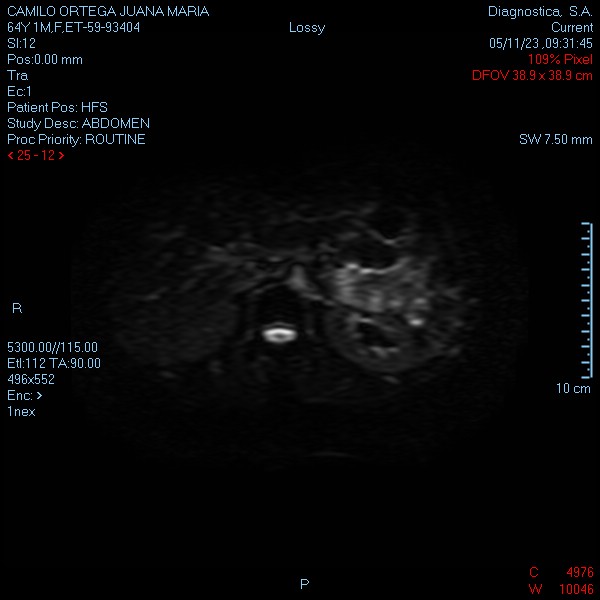 CAMILO ORTEGA JUANA MARIA
64Y 1M,F,ET-59-93404
Sl:12
Pos:0.00 mm
Tra
Ec:1
Patient Pos: HFS
Study Desc: ABDOMEN
Proc Priority: ROUTINE
< 25 - 12 >
Lossy
Diagnostica, S.A.
Current
05/11/23 ,09:31:45
109% Pixel
DFOV 38.9 x 38.9 cm
SW 7.50 mm
R
5300.00//115.00
Etl:112 TA:90.00
496x552
Enc: >
1nex
10 cm
P
C 4976
W 10046